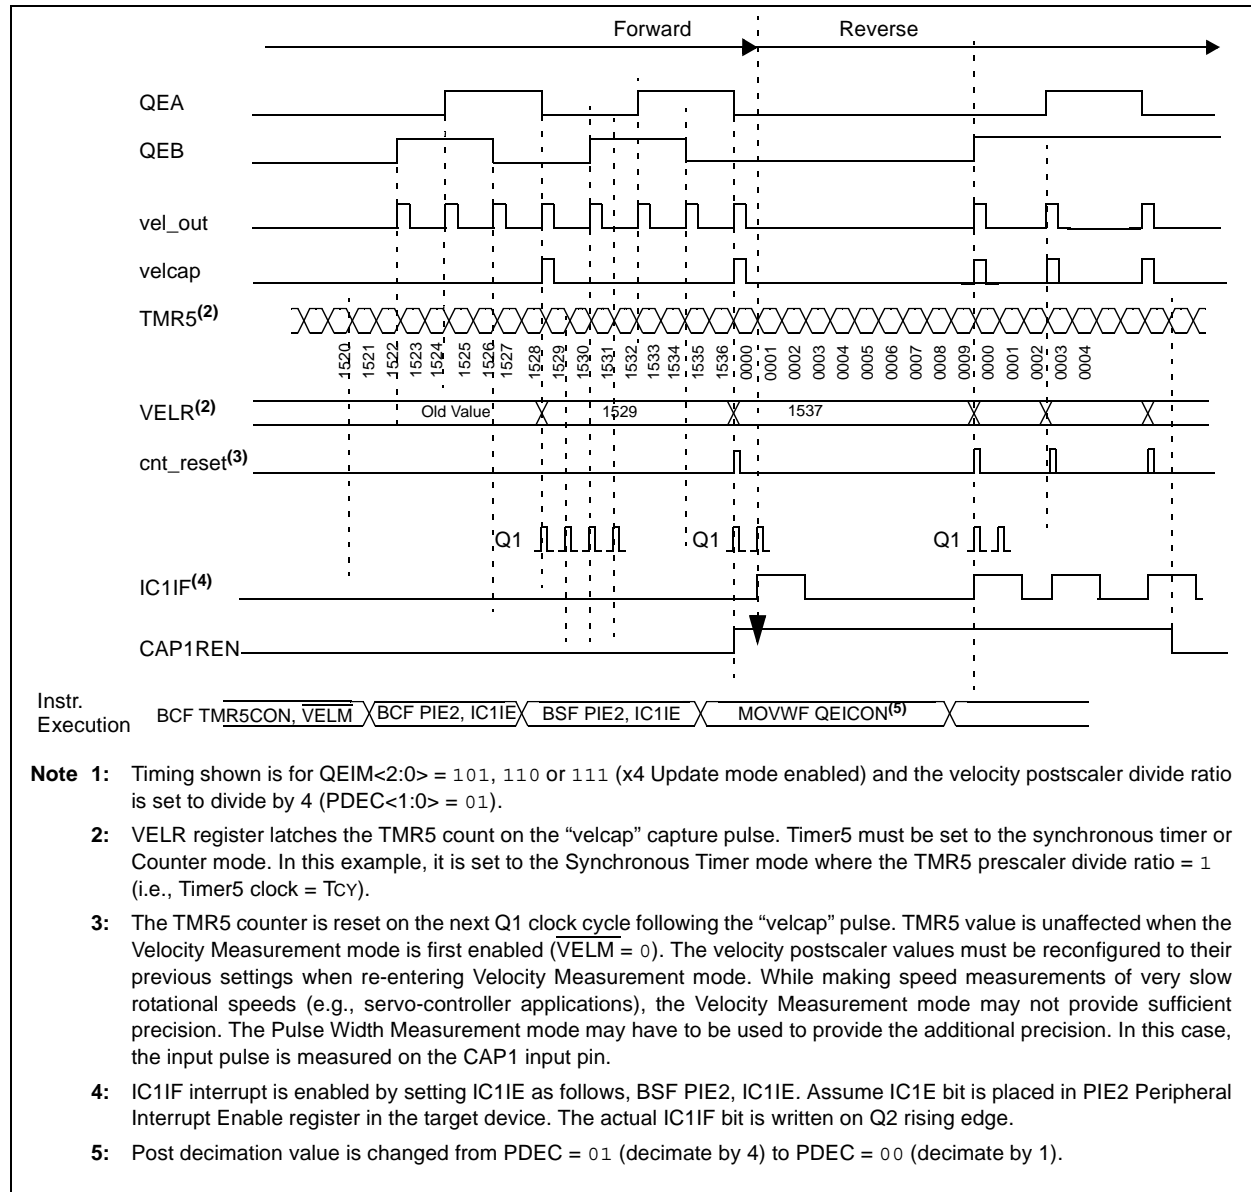 Forward Reverse
QEA
QEB
vel_out
velcap
TMR5(2)
1520 1521 1522 1523 1524 1525 1526 1527 1528 1529 1530 1531 1532 1533 1534 1535 1536 0000 0001 0002 0003 0004 0005 0006 0007 0008 0009 0000 0001 0002 0003 0004
VELR(2) Old Value 1529 1537
cnt_reset(3)
Q1 Q1 Q1
IC1IF(4)
CAP1REN
Instr.
Execution BCF TMR5CON, VELM BCF PIE2, IC1IE BSF PIE2, IC1IE MOVWF QEICON(5)
Note 1: Timing shown is for QEIM<2:0> = 101, 110 or 111 (x4 Update mode enabled) and the velocity postscaler divide ratio
is set to divide by 4 (PDEC<1:0> = 01).
2: VELR register latches the TMR5 count on the “velcap” capture pulse. Timer5 must be set to the synchronous timer or
Counter mode. In this example, it is set to the Synchronous Timer mode where the TMR5 prescaler divide ratio = 1
(i.e., Timer5 clock = TCY).
3: The TMR5 counter is reset on the next Q1 clock cycle following the “velcap” pulse. TMR5 value is unaffected when the
Velocity Measurement mode is first enabled (VELM = 0). The velocity postscaler values must be reconfigured to their
previous settings when re-entering Velocity Measurement mode. While making speed measurements of very slow
rotational speeds (e.g., servo-controller applications), the Velocity Measurement mode may not provide sufficient
precision. The Pulse Width Measurement mode may have to be used to provide the additional precision. In this case,
the input pulse is measured on the CAP1 input pin.
4: IC1IF interrupt is enabled by setting IC1IE as follows, BSF PIE2, IC1IE. Assume IC1E bit is placed in PIE2 Peripheral
Interrupt Enable register in the target device. The actual IC1IF bit is written on Q2 rising edge.
5: Post decimation value is changed from PDEC = 01 (decimate by 4) to PDEC = 00 (decimate by 1).